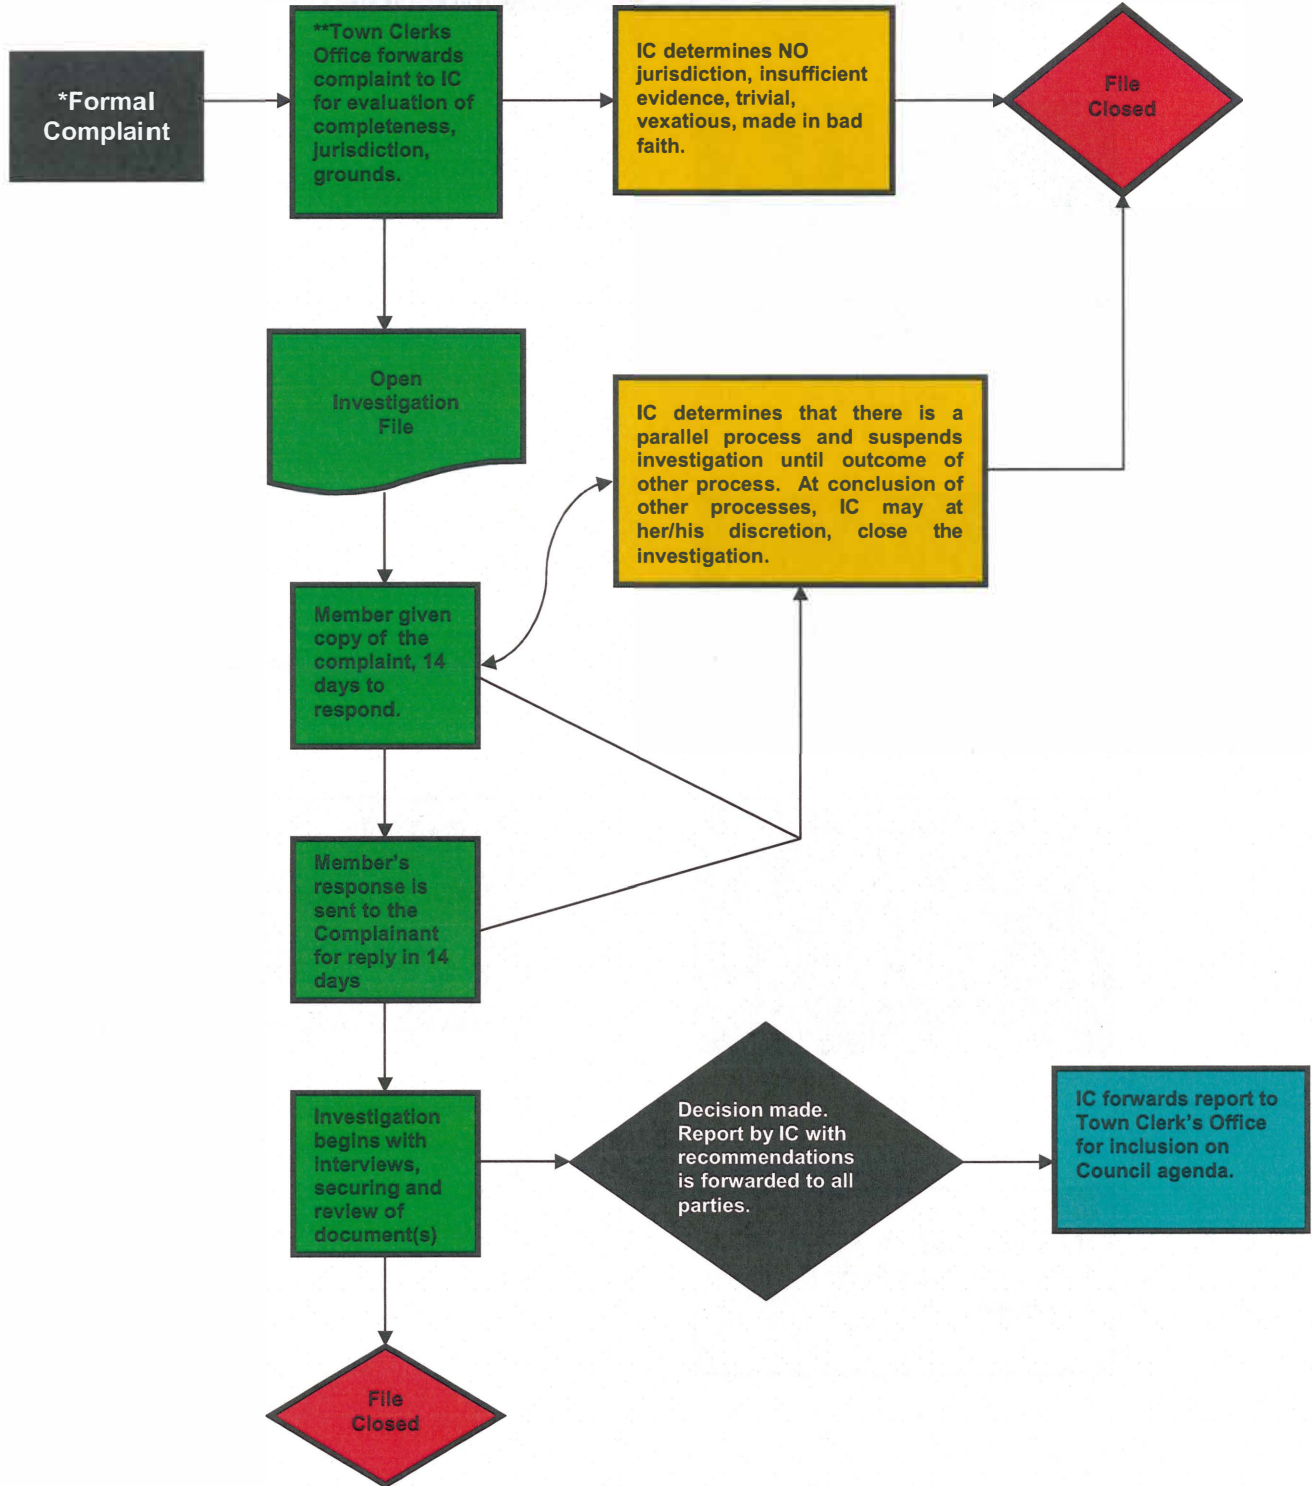 *Formal
Complaint
**Town Clerks
Office forwards
complaint to IC
for evaluation of
completeness,
jurisdiction,
grounds.
IC determines NO
jurisdiction, insufficient
evidence, trivial,
vexatious, made in bad
faith.
File
Closed
Open
Investigation
File
IC determines that there is a
parallel process and suspends
investigation until outcome of
other process. At conclusion of
other processes, IC may at
her/his discretion, close the
investigation.
Member given
copy of the
complaint, 14
days to
respond.
Member's
response is
sent to the
Complainant
for reply in 14
days
Investigation
begins with
interviews,
securing and
review of
document(s)
Decision made.
Report by IC with
recommendations
is forwarded to all
parties.
IC forwards report to
Town Clerk's Office
for inclusion on
Council agenda.
File
Closed